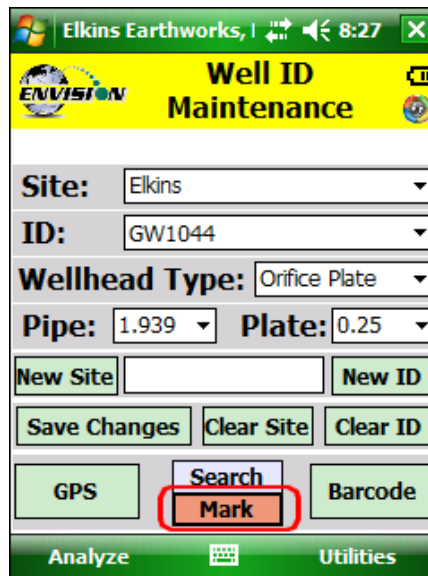 Elkins Earthworks, 8:27
ENVISION
Well ID
Maintenance
Site: Elkins
ID: GW1044
Wellhead Type: Orifice Plate
Pipe: 1.939 Plate: 0.25
New Site New ID
Save Changes Clear Site Clear ID
GPS Search Barcode
Mark
Analyze Utilities